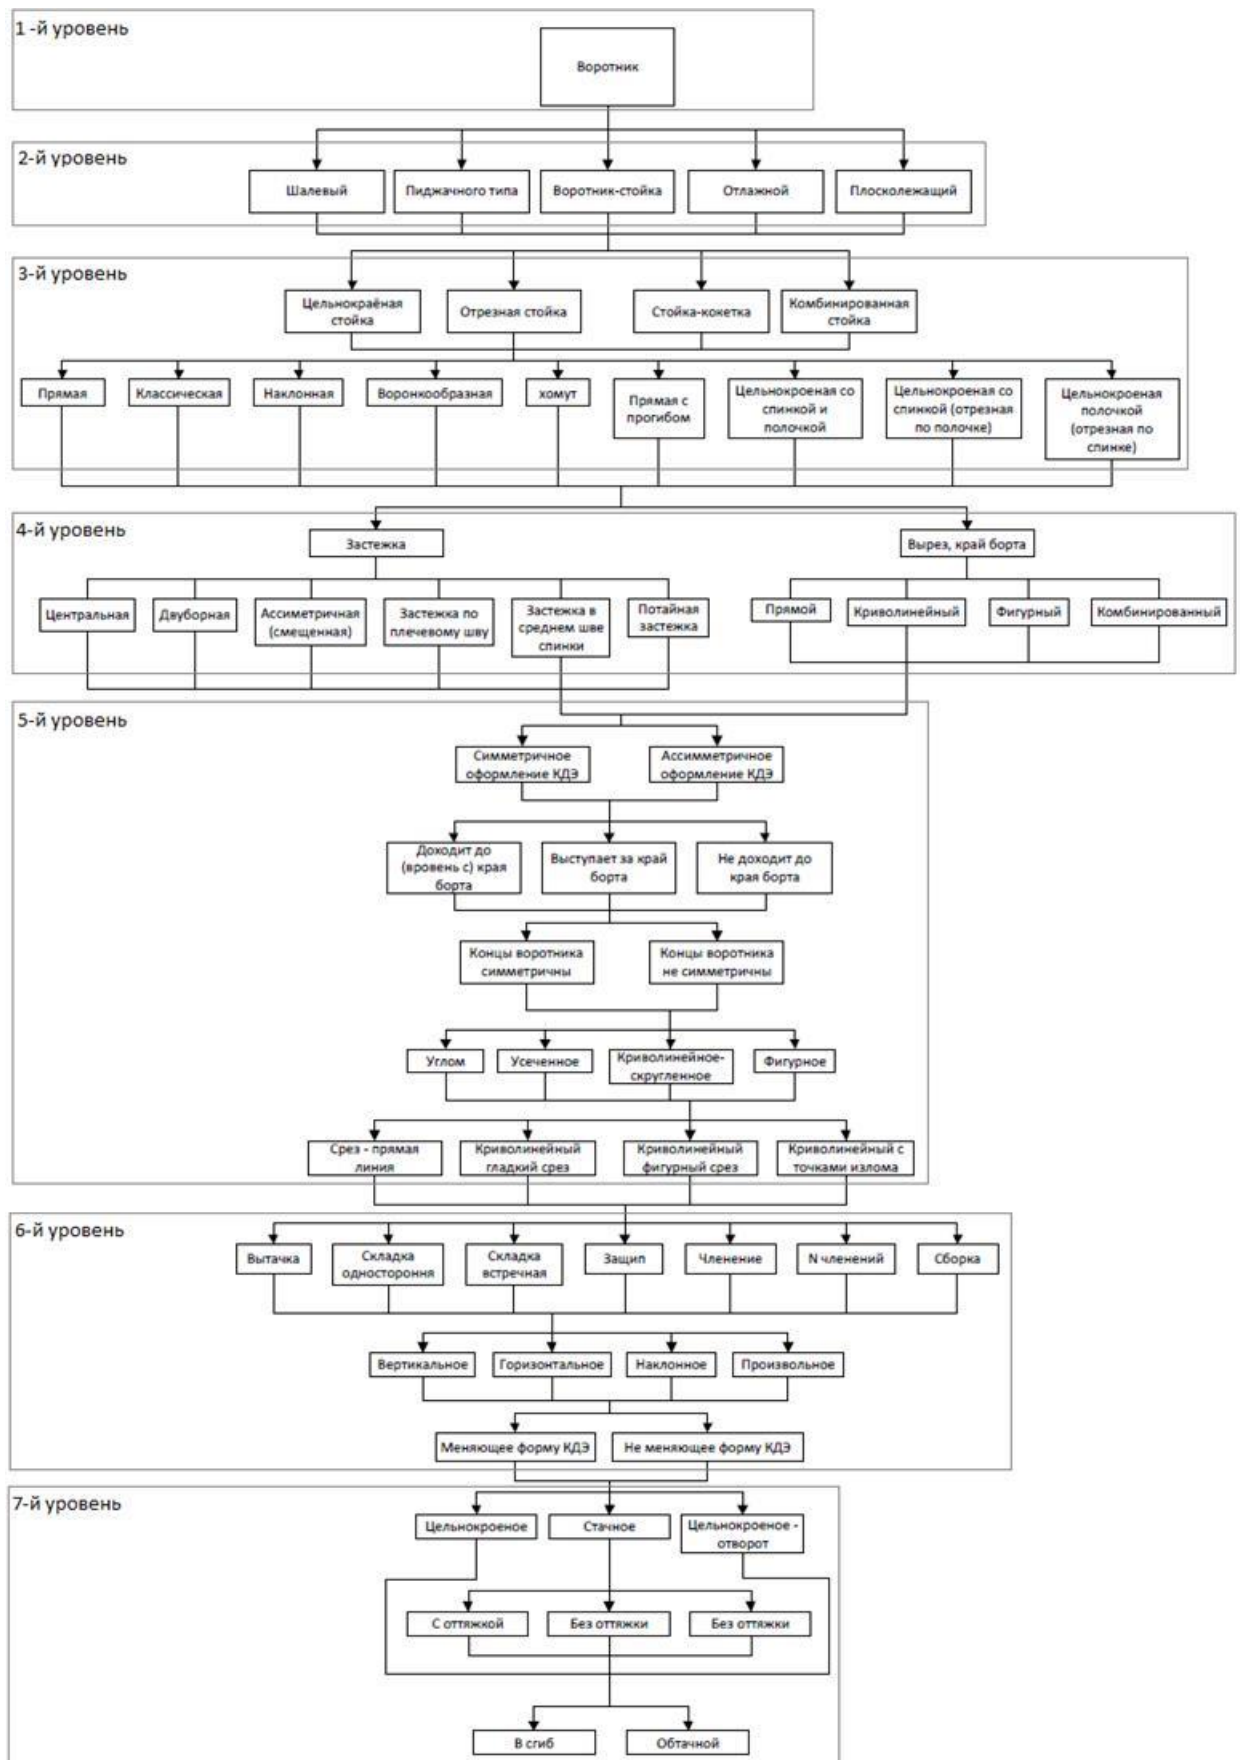 1 -й уровень
Воротник
2-й уровень
Шалевый
Пиджачного типа
Воротник-стойка
Отлажной
Плосколежащий
3-й уровень
Цельнокраёная
стойка
Отрезная стойка
Стойка-кокетка
Комбинированная
стойка
Прямая
Классическая
Наклонная
Воронкообразная
хомут
Прямая с
прогибом
Цельнокроеная со
спинкой и
полочкой
Цельнокроеная со
спинкой (отрезная
по полочке)
Цельнокроеная
полочкой
(отрезная по
спинке)
4-й уровень
Застежка
Вырез, край борта
Центральная
Двуборная
Ассиметричная
(смещенная)
Застежка по
плечевому шву
Застежка в
среднем шве
спинки
Потайная
застежка
Прямой
Криволинейный
Фигурный
Комбинированный
5-й уровень
Симметричное
оформление КДЭ
Ассимметричное
оформление КДЭ
Доходит до
(вровень с) края
борта
Выступает за край
борта
Не доходит до
края борта
Концы воротника
симметричны
Концы воротника
не симметричны
Углом
Усеченное
Криволинейное-
скругленное
Фигурное
Срез - прямая
линия
Криволинейный
гладкий срез
Криволинейный
фигурный срез
Криволинейный с
точками излома
6-й уровень
Вытачка
Складка
одностороння
Складка
встречная
Защип
Членение
N членений
Сборка
Вертикальное
Горизонтальное
Наклонное
Произвольное
Меняющее форму КДЭ
Не меняющее форму КДЭ
7-й уровень
Цельнокроеное
Стачное
Цельнокроеное -
отворот
С оттяжкой
Без оттяжки
Без оттяжки
В сгиб
Обтачной